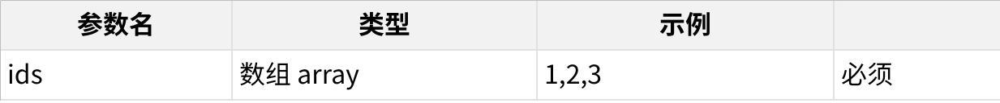 参数名 类型 示例
ids 数组 array 1,2,3 必须